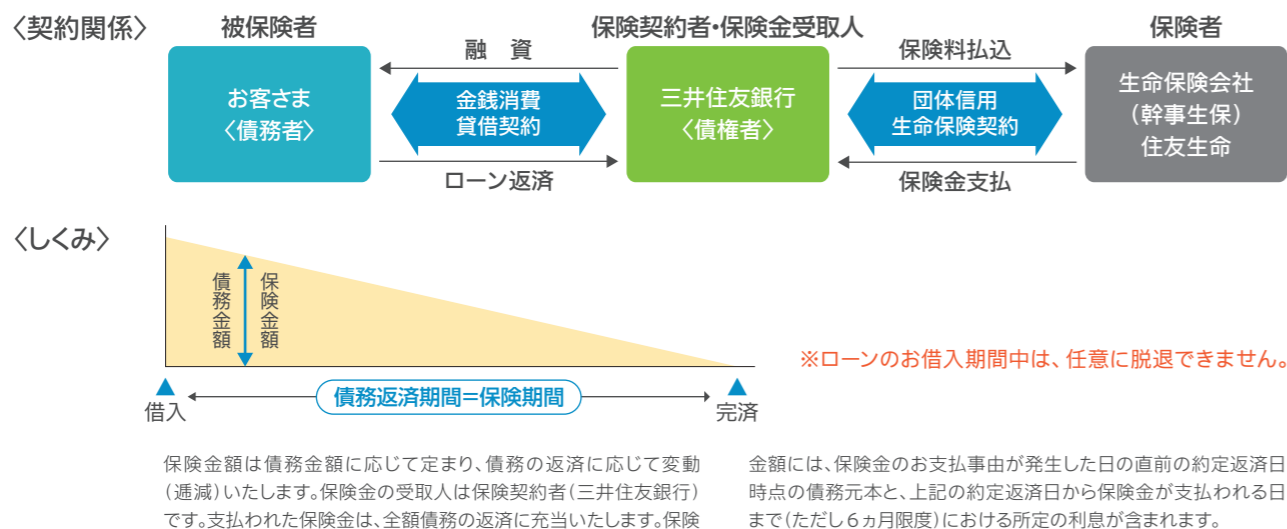 〈契約関係〉
被保険者
保険契約者・保険金受取人
保険者
融 資
保険料払込
お客さま
〈債務者〉
金銭消費
貸借契約
三井住友銀行
〈債権者〉
団体信用
生命保険契約
生命保険会社
(幹事生保)
住友生命
ローン返済
保険金支払
〈しくみ〉
債務金額
保険金額
※ローンのお借入期間中は、任意に脱退できません。
債務返済期間=保険期間
借入
完済
保険金額は債務金額に応じて定まり、債務の返済に応じて変動
(逓減)いたします。保険金の受取人は保険契約者(三井住友銀行)
です。支払われた保険金は、全額債務の返済に充当いたします。保険
金額には、保険金のお支払事由が発生した日の直前の約定返済日
時点の債務元本と、上記の約定返済日から保険金が支払われる日
まで(ただし6ヵ月限度)における所定の利息が含まれます。